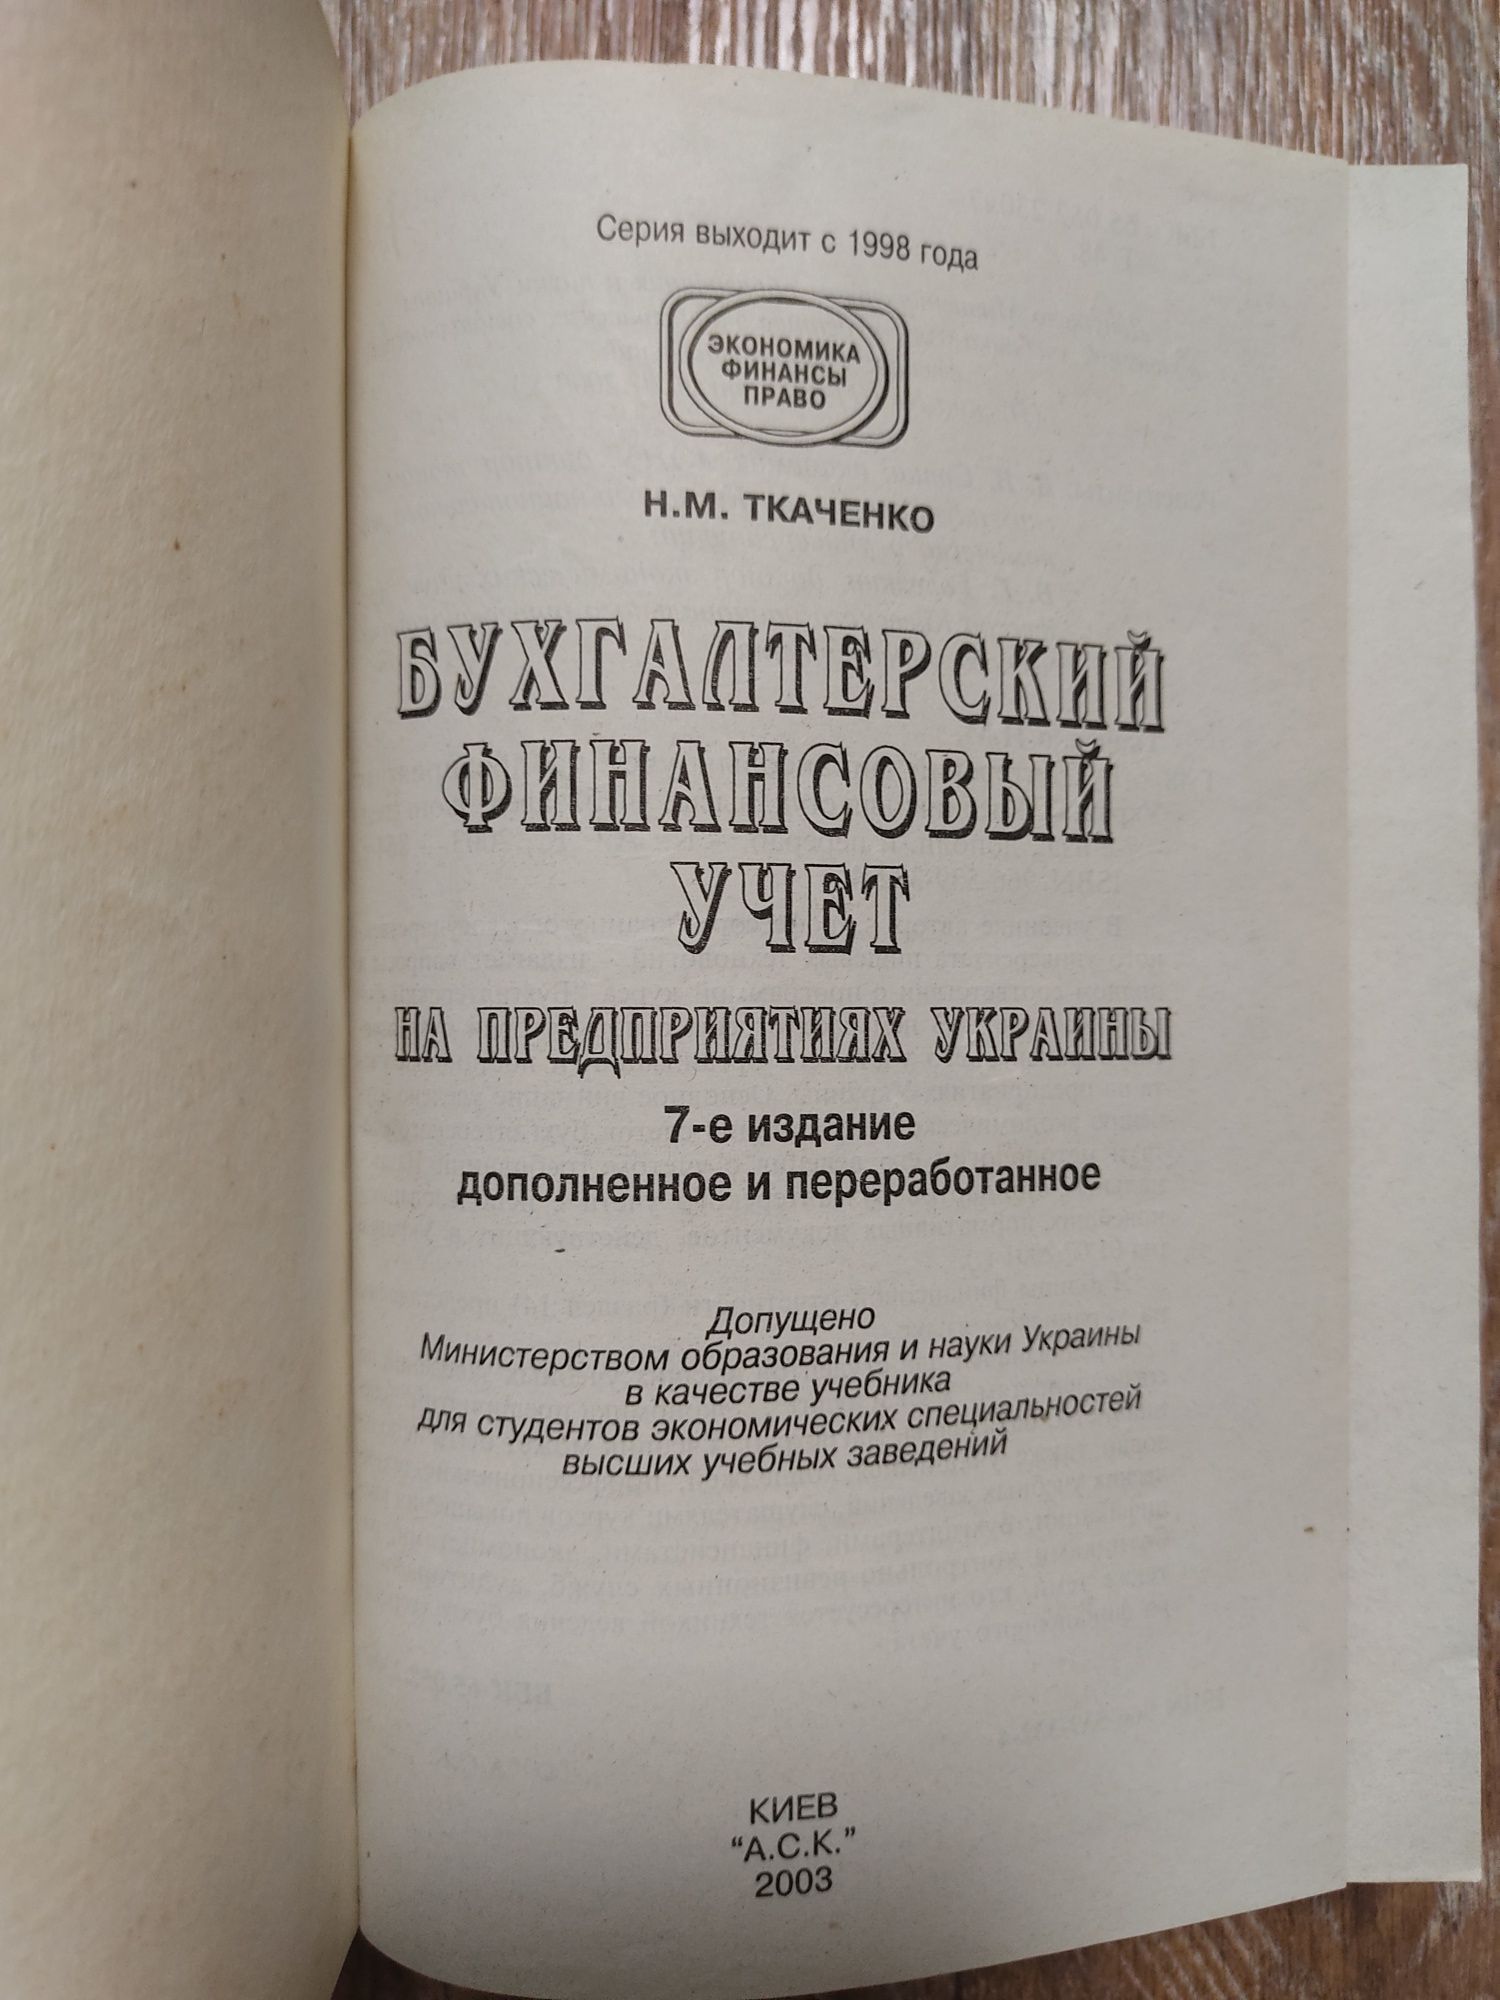 Серия выходит с 1998 года
ЭКОНОМИКА
ФИНАНСЫ
ПРАВО
Н.М. ТКАЧЕНКО
БУХГАЛТЕРСКИЙ
ФИНАНСОВЫЙ
УЧЕТ
НА ПРЕДПРИЯТИЯХ УКРАИНЫ
7-е издание
дополненное и переработанное
Допущено
Министерством образования и науки Украины
в качестве учебника
для студентов экономических специальностей
высших учебных заведений
КИЕВ
“А.С.К.”
2003